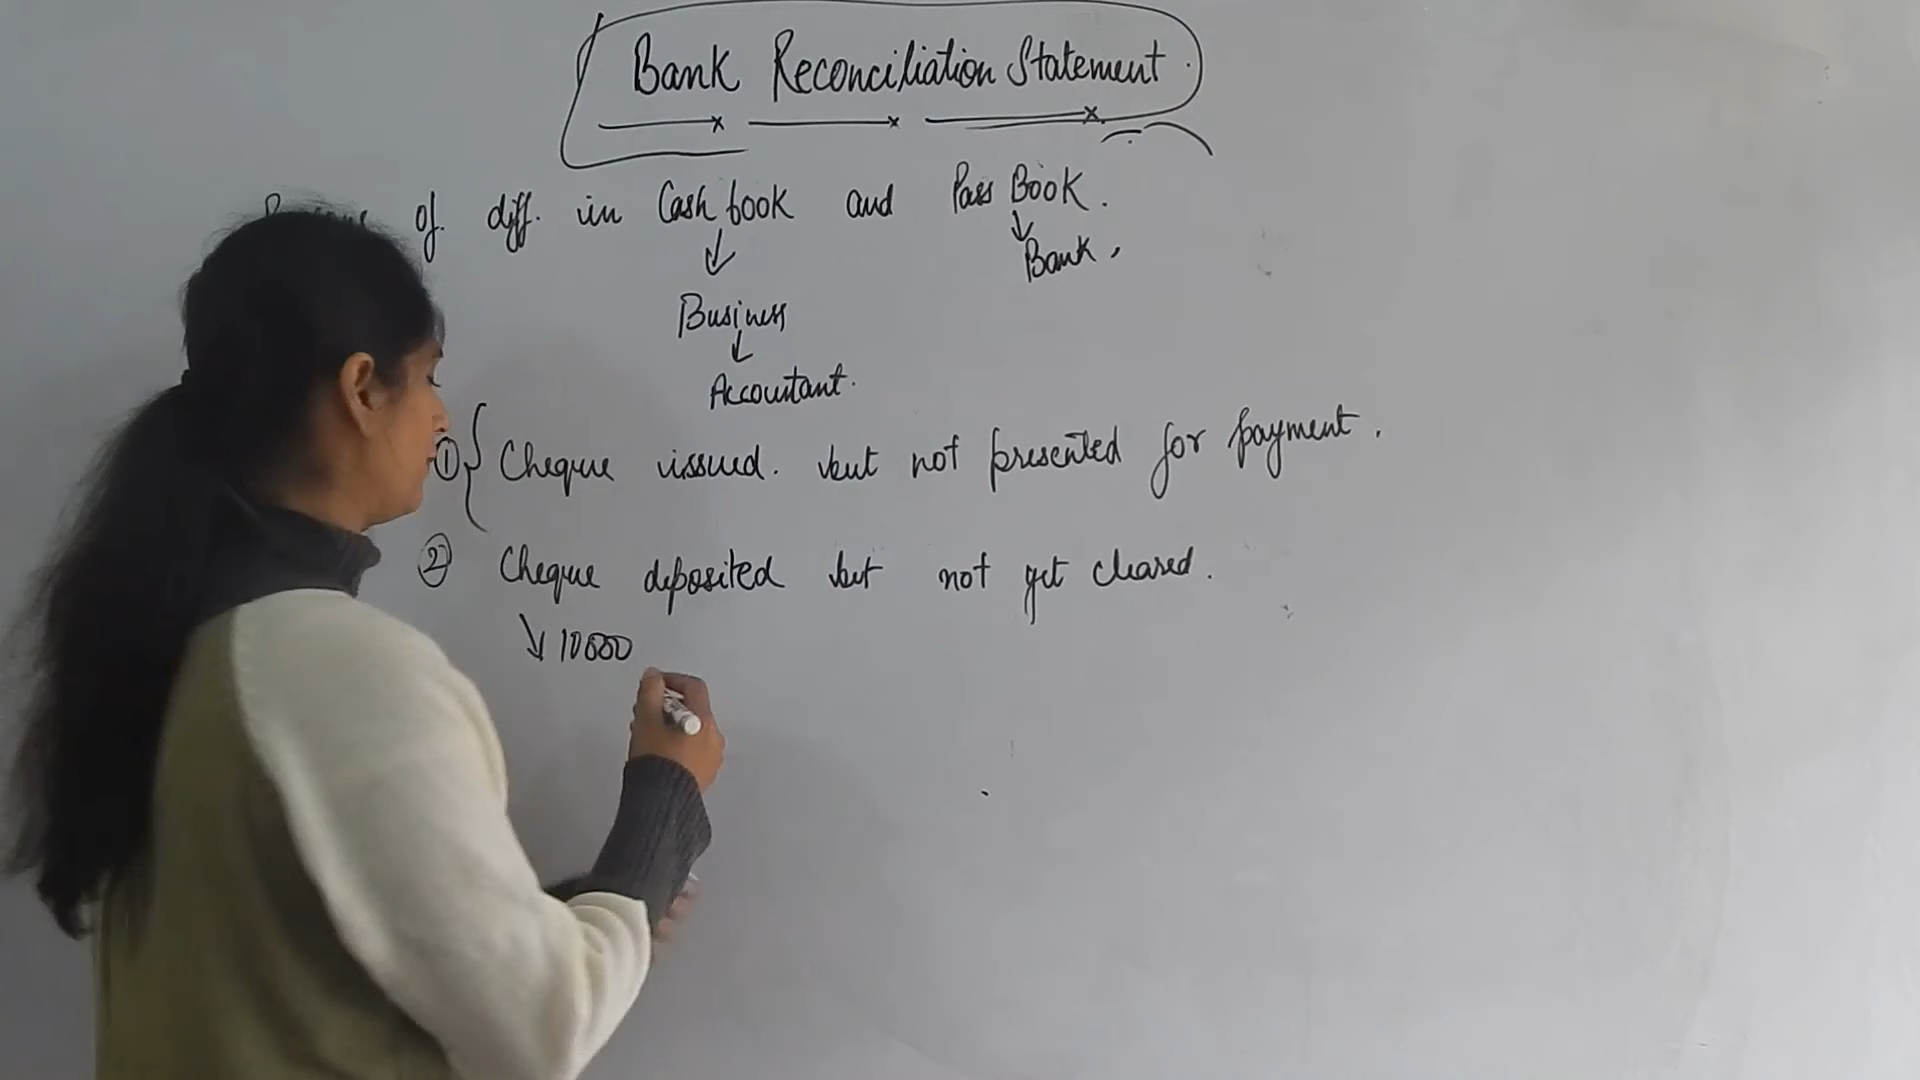 Bank Reconciliation Statement
of diff. in Cash book and Pass Book.
Bank,
Business
Accountant.
① Cheque issued. but not presented for payment.
② Cheque deposited but not get cleared.
10000